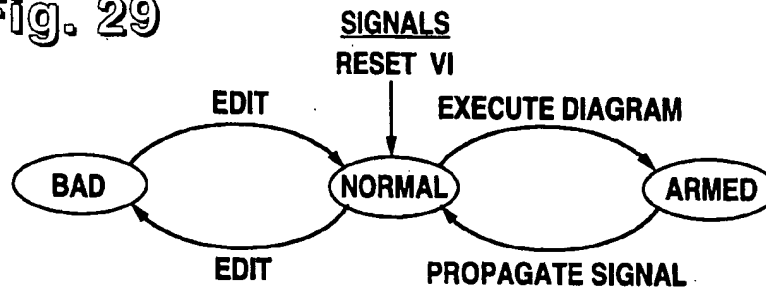 Fig. 29
SIGNALS
RESET VI
EDIT
EXECUTE DIAGRAM
BAD
NORMAL
ARMED
EDIT
PROPAGATE SIGNAL